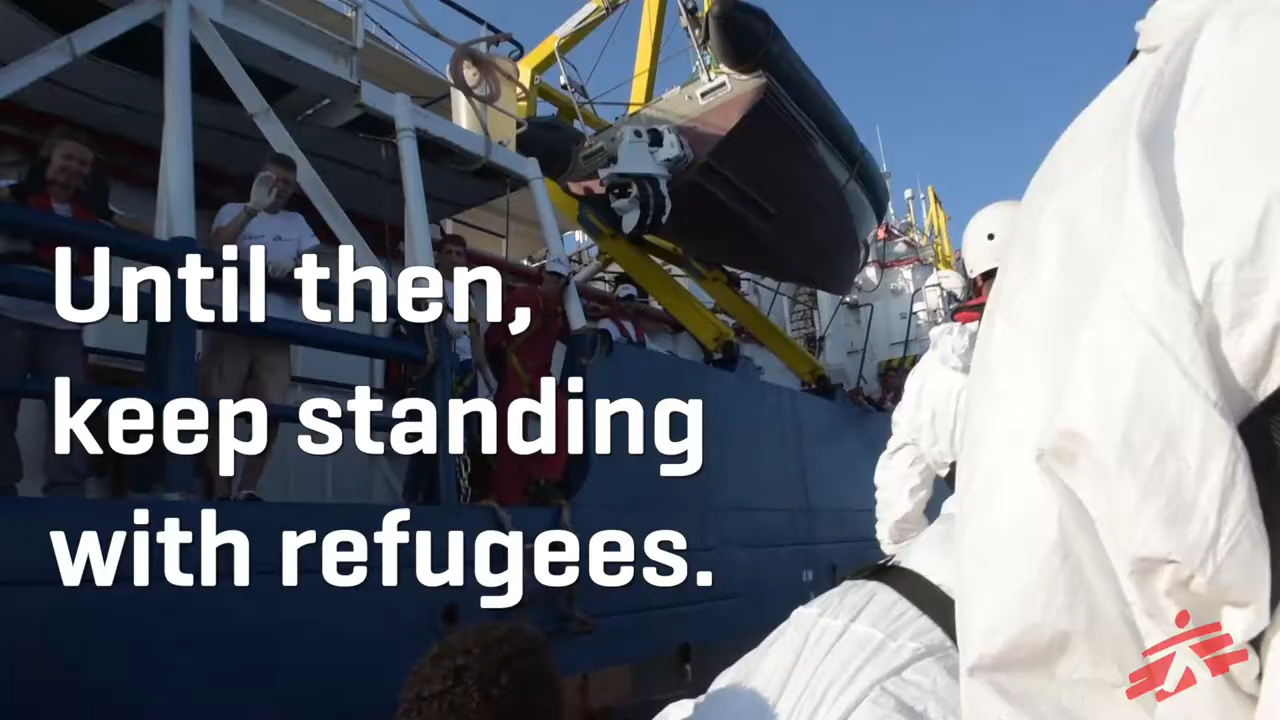 Until then,
keep standing
with refugees.